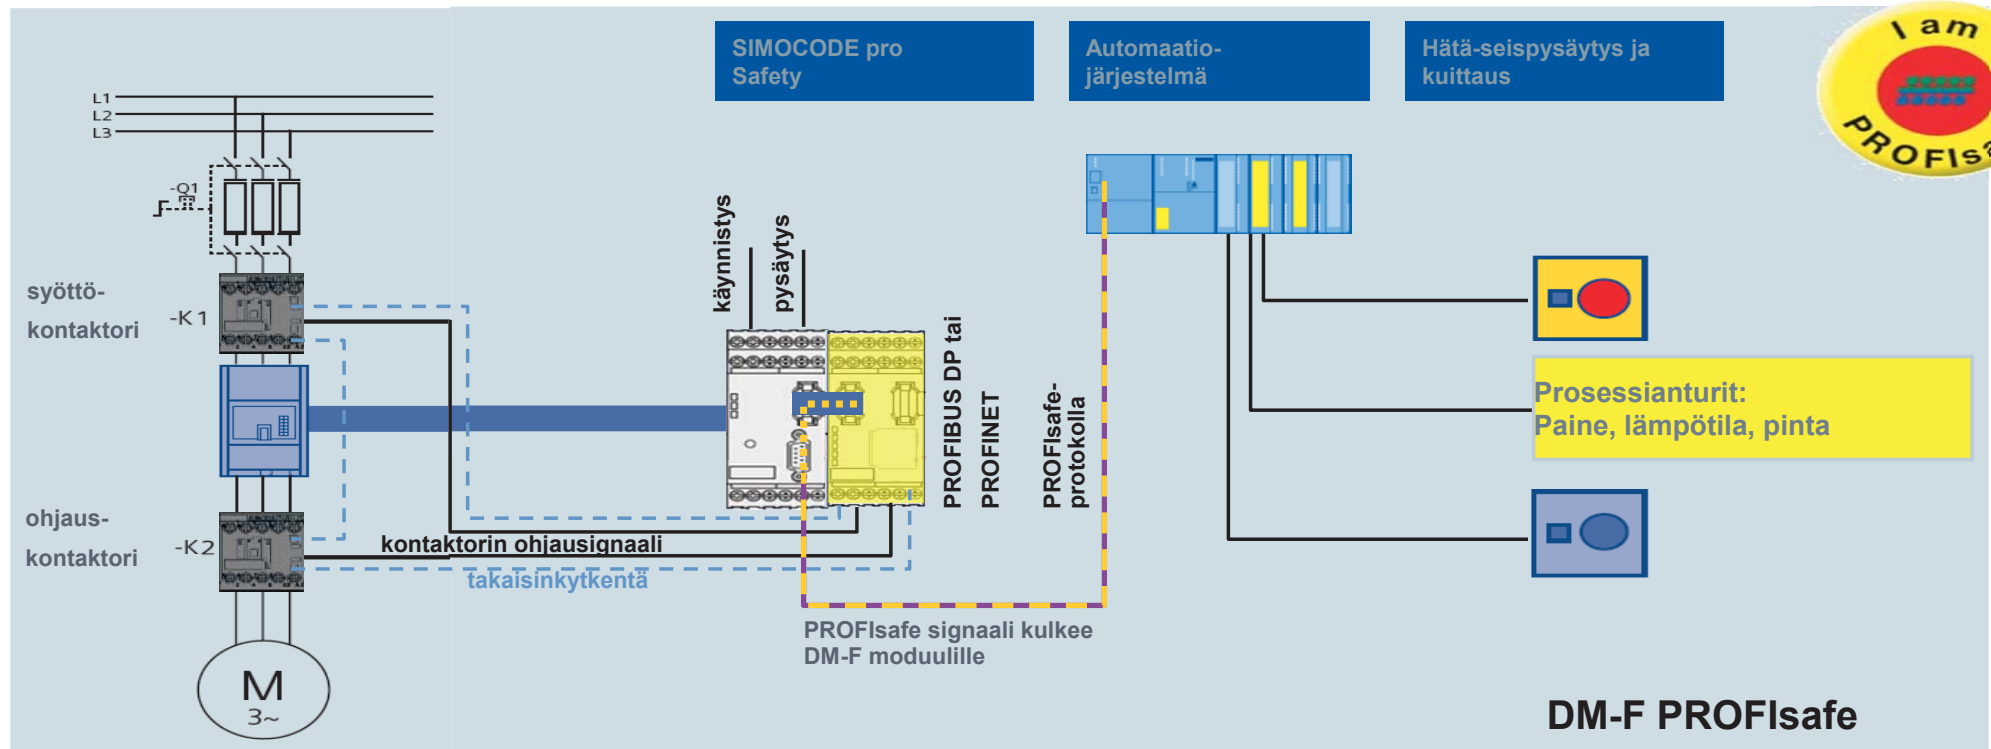 SIMOCODE pro
Safety
Automaatio-
järjestelmä
Hätä-seispysäytys ja
kuittaus
I am
PROFIsa
L1
L2
L3
-Q1
syöttö-
kontaktori
-K1
ohjaus-
kontaktori
-K2
käynnistys
pysäytys
PROFIBUS DP tai
PROFINET
PROFIsafe-
protokolla
Prosessianturit:
Paine, lämpötila, pinta
kontaktorin ohjausignaali
takaisinkytkentä
PROFIsafe signaali kulkee
DM-F moduulille
M
3~
DM-F PROFIsafe